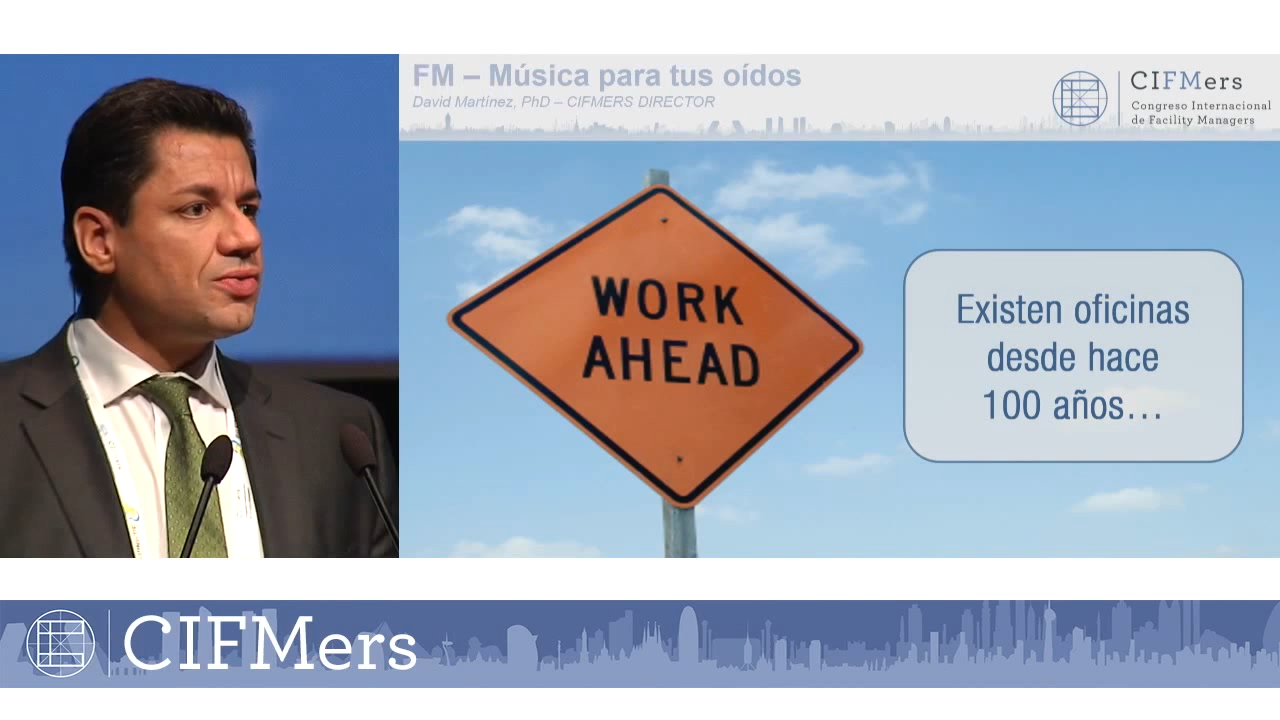 FM – Música para tus oídos
David Martínez, PhD – CIFMERS DIRECTOR
CIFMers
Congreso Internacional
de Facility Managers
WORK
AHEAD
Existen oficinas
desde hace
100 años…
CIFMers